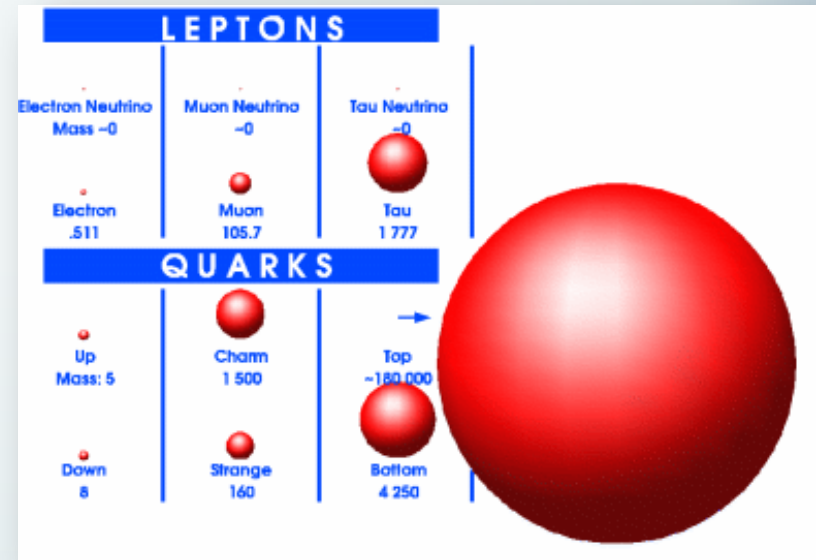 LEPTONS
Electron Neutrino Muon Neutrino Tau Neutrino
Mass ~0 ~0 ~0
Electron Muon Tau
.511 105.7 1 777
QUARKS
Up Charm Top
Mass: 5 1 500 ~180 000
Down Strange Bottom
8 160 4 250